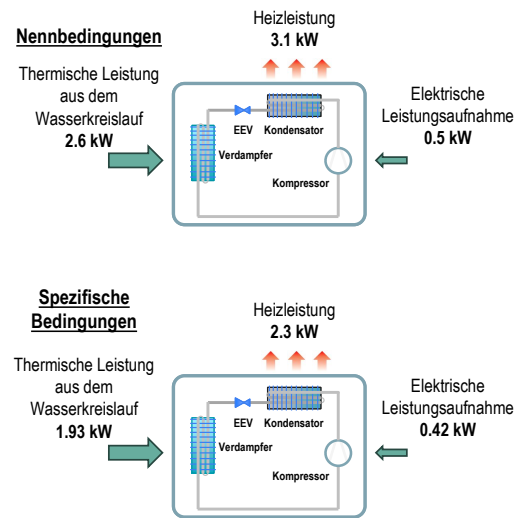 Nennbedingungen
Heizleistung
3.1 kW
Thermische Leistung
aus dem
Wasserkreislauf
2.6 kW
EEV Kondensator
Verdampfer
Kompressor
Elektrische
Leistungsaufnahme
0.5 kW
Spezifische
Bedingungen
Heizleistung
2.3 kW
Thermische Leistung
aus dem
Wasserkreislauf
1.93 kW
EEV Kondensator
Verdampfer
Kompressor
Elektrische
Leistungsaufnahme
0.42 kW